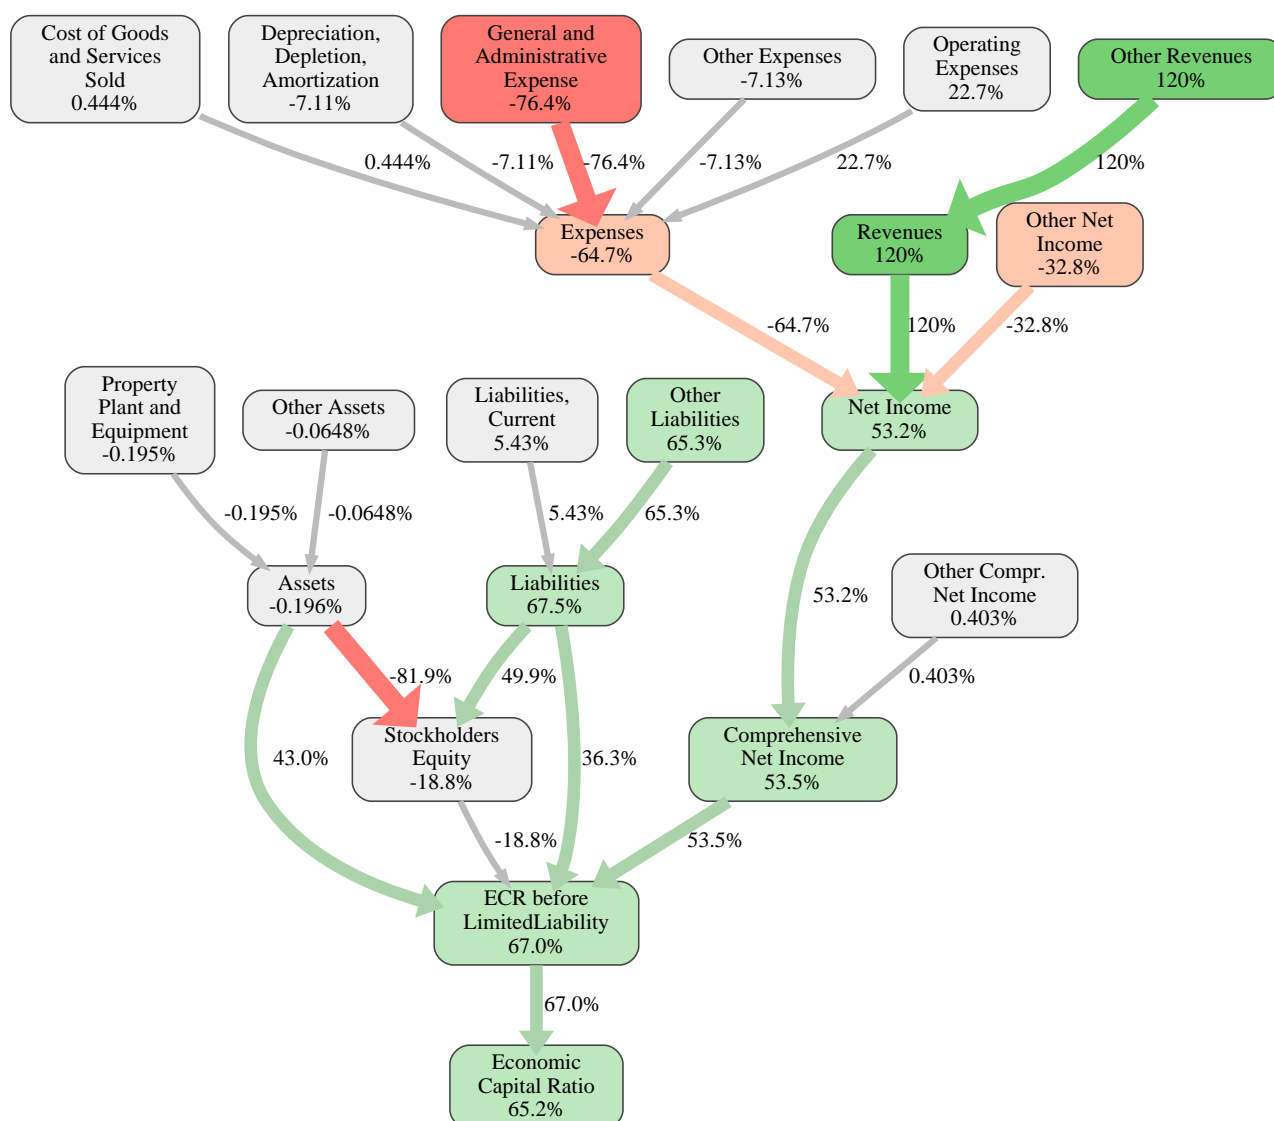 Cost of Goods
and Services
Sold
0.444%
Depreciation,
Depletion,
Amortization
-7.11%
General and
Administrative
Expense
-76.4%
Other Expenses
-7.13%
Operating
Expenses
22.7%
Other Revenues
120%
0.444%
-7.11%
-76.4%
-7.13%
22.7%
120%
Expenses
-64.7%
Revenues
120%
Other Net
Income
-32.8%
-64.7%
120%
-32.8%
Property
Plant and
Equipment
-0.195%
Other Assets
-0.0648%
Liabilities,
Current
5.43%
Other
Liabilities
65.3%
Net Income
53.2%
-0.195%
-0.0648%
5.43%
65.3%
Assets
-0.196%
Liabilities
67.5%
53.2%
Other Compr.
Net Income
0.403%
-81.9%
49.9%
0.403%
43.0%
Stockholders
Equity
-18.8%
36.3%
Comprehensive
Net Income
53.5%
-18.8%
53.5%
ECR before
LimitedLiability
67.0%
67.0%
Economic
Capital Ratio
65.2%